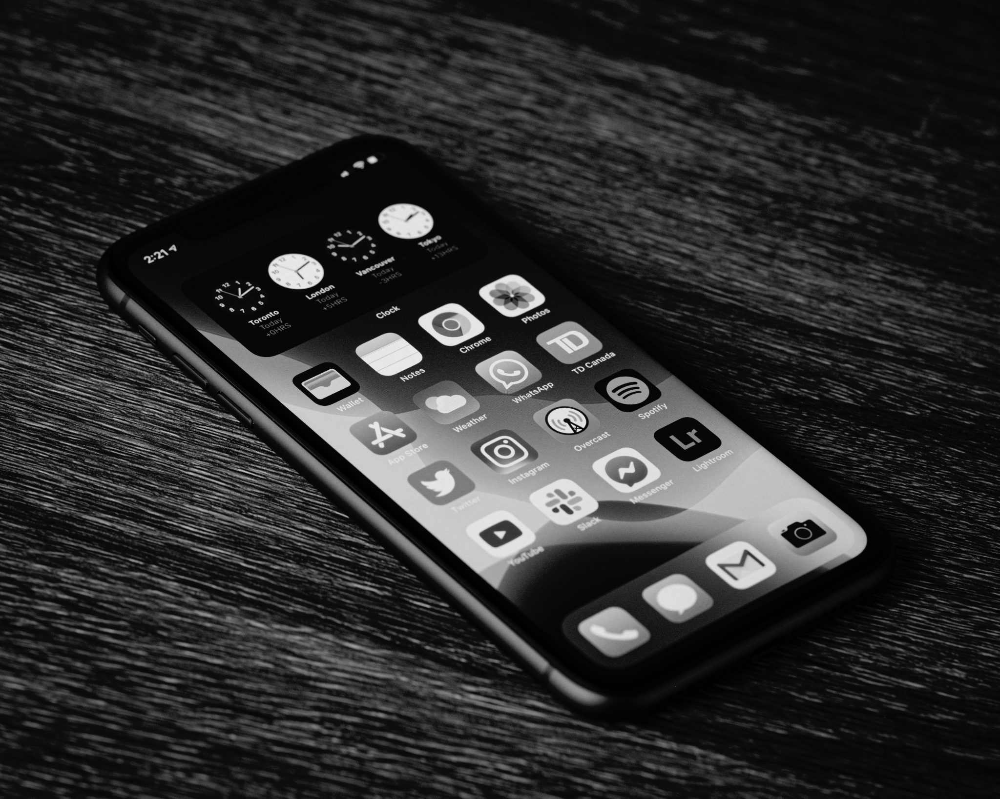 2:21
Toronto
Today
+0HRS
London
Today
+5HRS
Vancouver
Today
-3HRS
Tokyo
Today
+13HRS
Clock
Wallet
Notes
Chrome
Photos
App Store
Weather
WhatsApp
TD
TD Canada
Twitter
Instagram
Overcast
Spotify
YouTube
Slack
Messenger
Lr
Lightroom